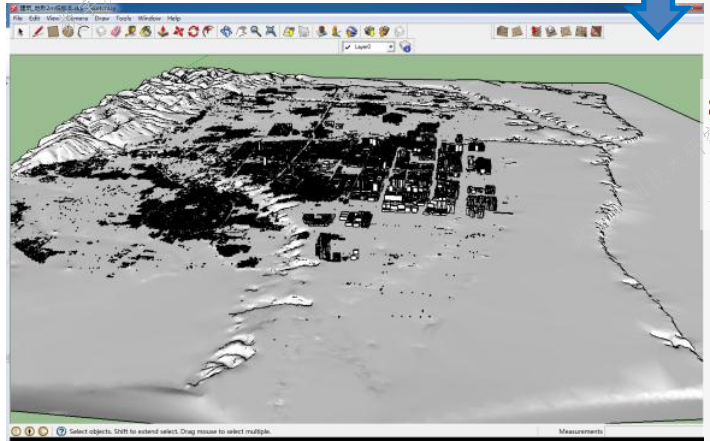 File Edit View Camera Draw Tools Window Help
Layer0
Select objects. Shift to extend select. Drag mouse to select multiple.
Measurements